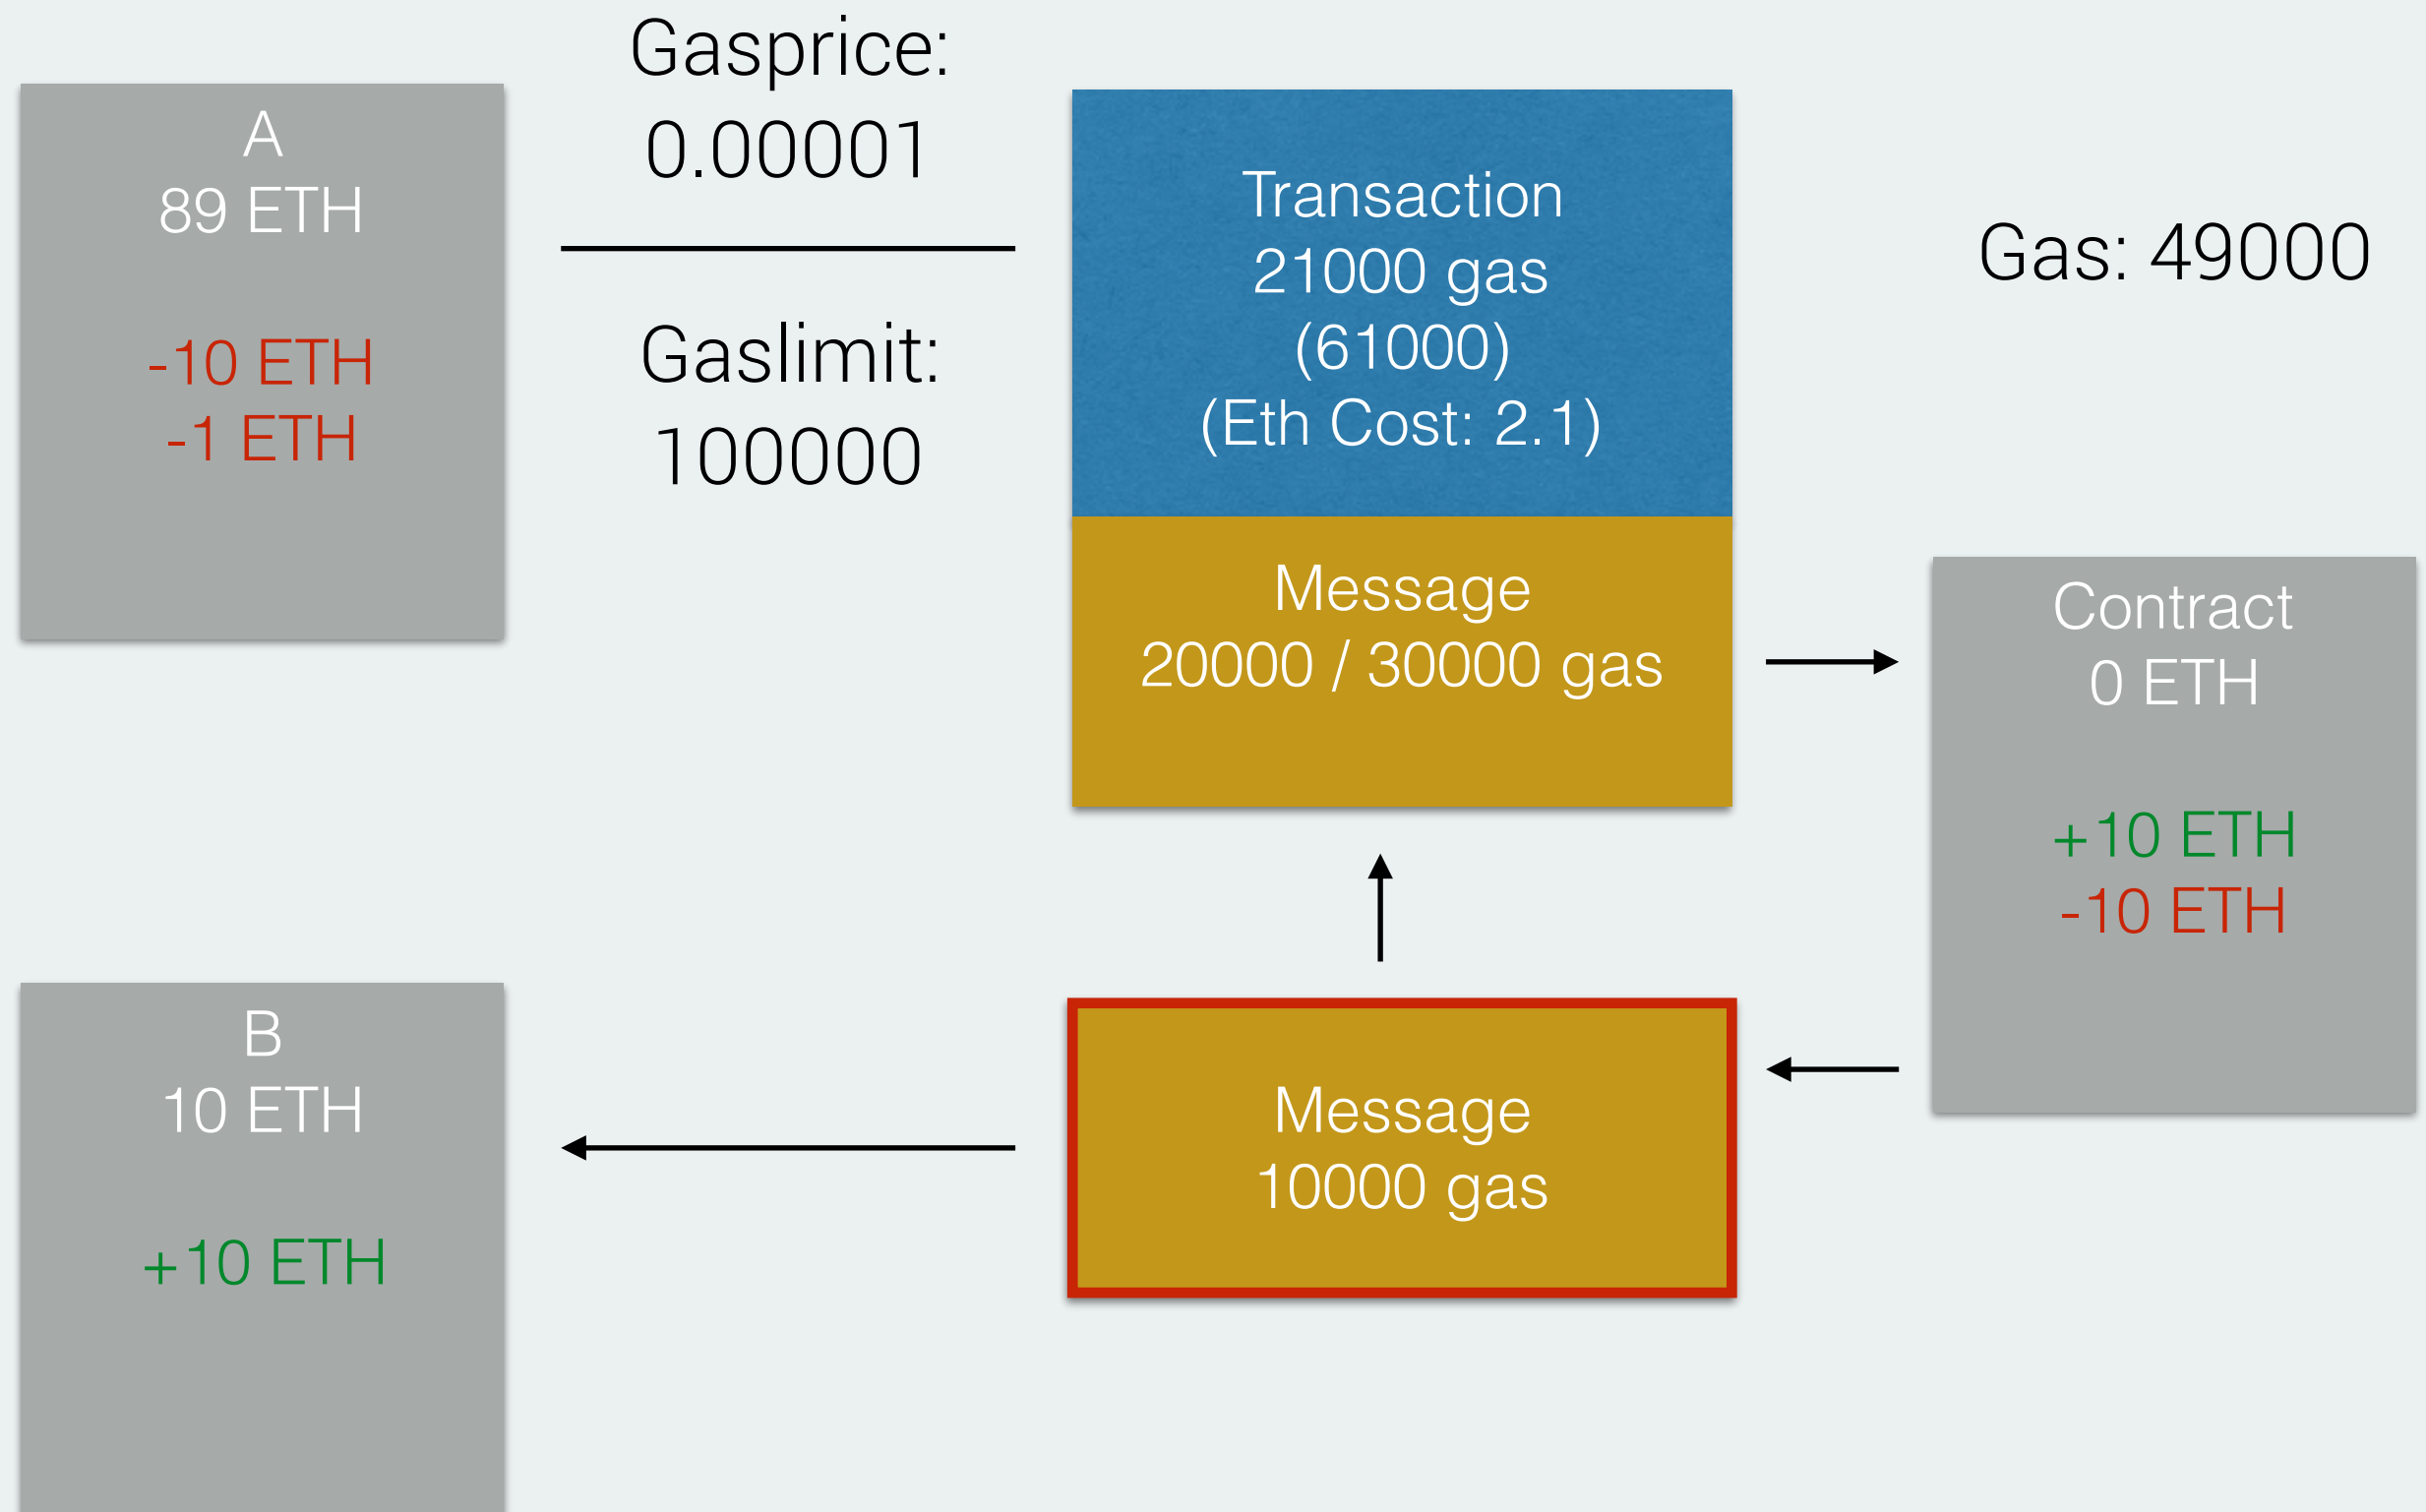 A
89 ETH
-10 ETH
-1 ETH
Gasprice:
0.00001
Gaslimit:
100000
Transaction
21000 gas
(61000)
(Eth Cost: 2.1)
Message
20000 / 30000 gas
Gas: 49000
Contract
0 ETH
+10 ETH
-10 ETH
B
10 ETH
+10 ETH
Message
10000 gas